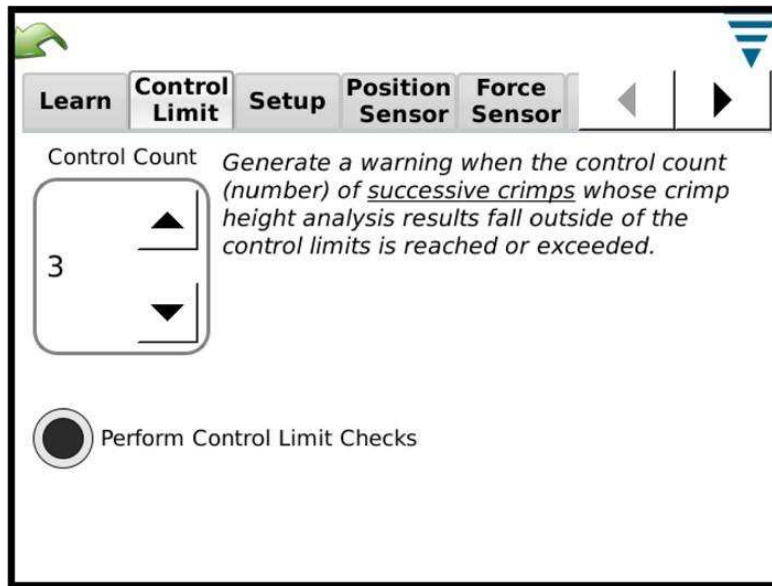 Learn
Control
Limit
Setup
Position
Sensor
Force
Sensor
Control Count
Generate a warning when the control count
(number) of successive crimps whose crimp
height analysis results fall outside of the
control limits is reached or exceeded.
3
Perform Control Limit Checks